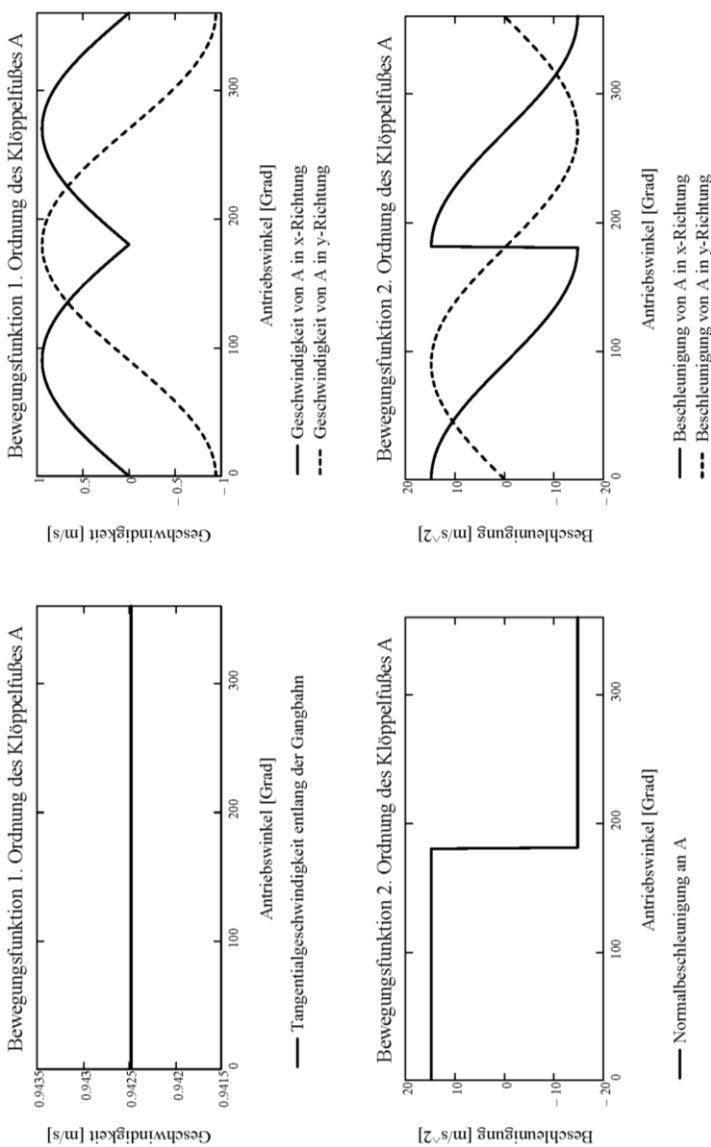 Bewegungsfunktion 1. Ordnung des Klöppelfußes A
Geschwindigkeit [m/s]
0.9435
0.943
0.9425
0.942
0.9415
0
100
200
300
Antriebswinkel [Grad]
Tangentialgeschwindigkeit entlang der Gangbahn
Bewegungsfunktion 1. Ordnung des Klöppelfußes A
Geschwindigkeit [m/s]
1
0.5
0
− 0.5
− 1
0
100
200
300
Antriebswinkel [Grad]
Geschwindigkeit von A in x-Richtung
Geschwindigkeit von A in y-Richtung
Bewegungsfunktion 2. Ordnung des Klöppelfußes A
Beschleunigung [m/s^2]
20
10
0
− 10
− 20
0
100
200
300
Antriebswinkel [Grad]
Normalbeschleunigung an A
Bewegungsfunktion 2. Ordnung des Klöppelfußes A
Beschleunigung [m/s^2]
20
10
0
− 10
− 20
0
100
200
300
Antriebswinkel [Grad]
Beschleunigung von A in x-Richtung
Beschleunigung von A in y-Richtung